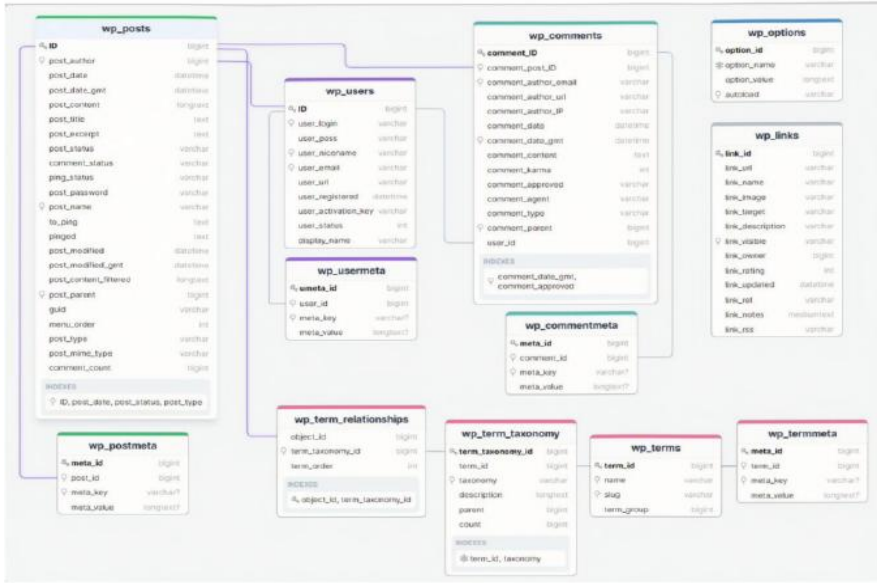 wp_posts
ID bigint
post_author bigint
post_date datetime
post_date_gmt datetime
post_content longtext
post_title text
post_excerpt text
post_status varchar
comment_status varchar
ping_status varchar
post_password varchar
post_name varchar
to_ping text
pinged text
post_modified datetime
post_modified_gmt datetime
post_content_filtered longtext
post_parent bigint
guid varchar
menu_order int
post_type varchar
post_mime_type varchar
comment_count bigint
INDEXES
ID, post_date, post_status, post_type
wp_postmeta
meta_id bigint
post_id bigint
meta_key varchar?
meta_value longtext?
wp_users
ID bigint
user_login varchar
user_pass varchar
user_nicename varchar
user_email varchar
user_url varchar
user_registered datetime
user_activation_key varchar
user_status int
display_name varchar
wp_usermeta
umeta_id bigint
user_id bigint
meta_key varchar?
meta_value longtext?
wp_comments
comment_ID bigint
comment_post_ID bigint
comment_author_email varchar
comment_author_url varchar
comment_author_IP varchar
comment_date datetime
comment_date_gmt datetime
comment_content text
comment_karma int
comment_approved varchar
comment_agent varchar
comment_type varchar
comment_parent bigint
user_id bigint
INDEXES
comment_date_gmt,
comment_approved
wp_commentmeta
meta_id bigint
comment_id bigint
meta_key varchar?
meta_value longtext?
wp_options
option_id bigint
option_name varchar
option_value longtext
autoload varchar
wp_links
link_id bigint
link_url varchar
link_name varchar
link_image varchar
link_target varchar
link_description varchar
link_visible varchar
link_owner bigint
link_rating int
link_updated datetime
link_rel varchar
link_notes mediumtext
link_rss varchar
wp_term_relationships
object_id bigint
term_taxonomy_id bigint
term_order int
INDEXES
object_id, term_taxonomy_id
wp_term_taxonomy
term_taxonomy_id bigint
term_id bigint
taxonomy varchar
description longtext
parent bigint
count bigint
INDEXES
term_id, taxonomy
wp_terms
term_id bigint
name varchar
slug varchar
term_group bigint
wp_termmeta
meta_id bigint
term_id bigint
meta_key varchar?
meta_value longtext?